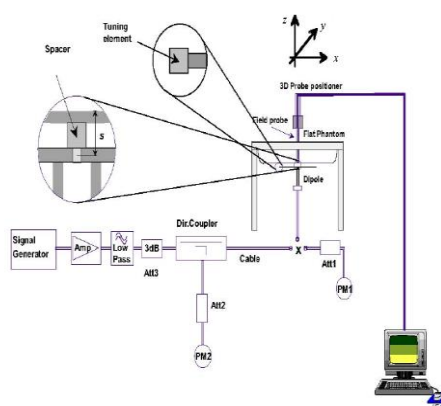 Tuning
element
Spacer
z
y
x
3D Probe positioner
Field probe
Flat Phantom
s
Dipole
Dir.Coupler
Signal
Generator
Amp
Low
Pass
3dB
Att3
Cable
x
Att1
PM1
Att2
PM2